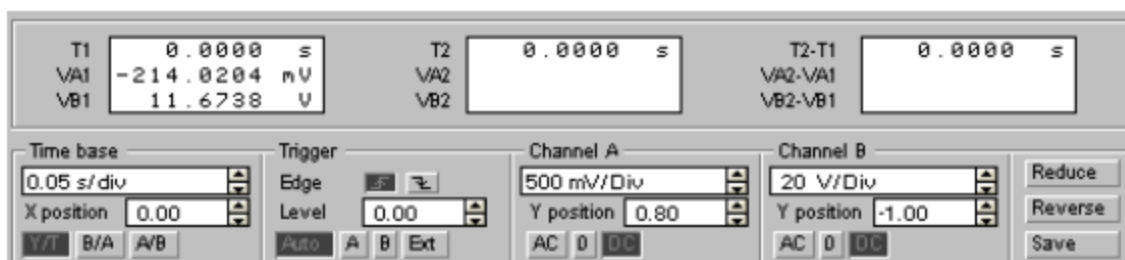 T1 0.0000 s T2 0.0000 s T2-T1 0.0000 s
VA1 -214.0204 mV VA2 VA2-VA1
VB1 11.6738 V VB2 VB2-VB1
Time base Trigger Channel A Channel B
0.05 s/div Edge 500 mV/Div 20 V/Div Reduce
X position 0.00 Level 0.00 Y position 0.80 Y position -1.00 Reverse
Y/T B/A A/B Auto A B Ext AC 0 DC AC 0 DC Save